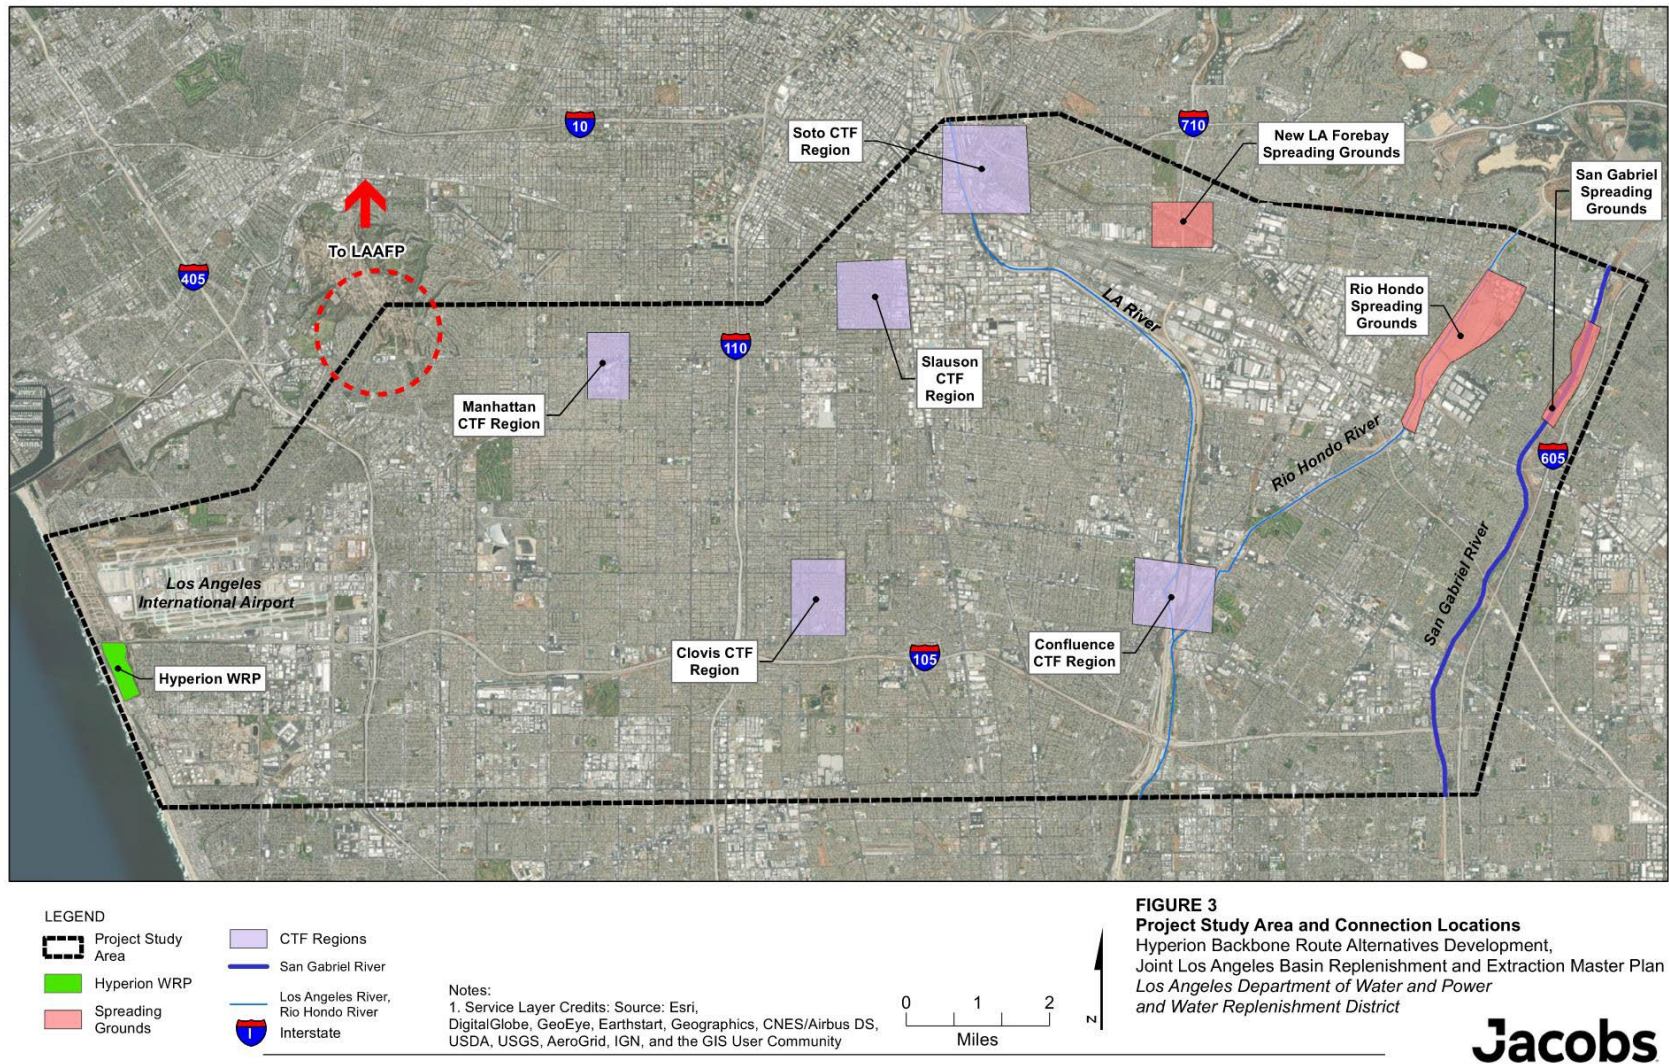 10
710
Soto CTF
Region
New LA Forebay
Spreading Grounds
San Gabriel
Spreading
Grounds
To LAAFP
405
Rio Hondo
Spreading
Grounds
LA River
110
Slauson
CTF
Region
Manhattan
CTF Region
Rio Hondo River
605
San Gabriel River
Los Angeles
International Airport
Hyperion WRP
Clovis CTF
Region
105
Confluence
CTF Region
LEGEND
Project Study
Area
Hyperion WRP
Spreading
Grounds
CTF Regions
San Gabriel River
Los Angeles River,
Rio Hondo River
I
Interstate
Notes:
1. Service Layer Credits: Source: Esri,
DigitalGlobe, GeoEye, Earthstart, Geographics, CNES/Airbus DS,
USDA, USGS, AeroGrid, IGN, and the GIS User Community
0 1 2
Miles
N
FIGURE 3
Project Study Area and Connection Locations
Hyperion Backbone Route Alternatives Development,
Joint Los Angeles Basin Replenishment and Extraction Master Plan
Los Angeles Department of Water and Power
and Water Replenishment District
Jacobs